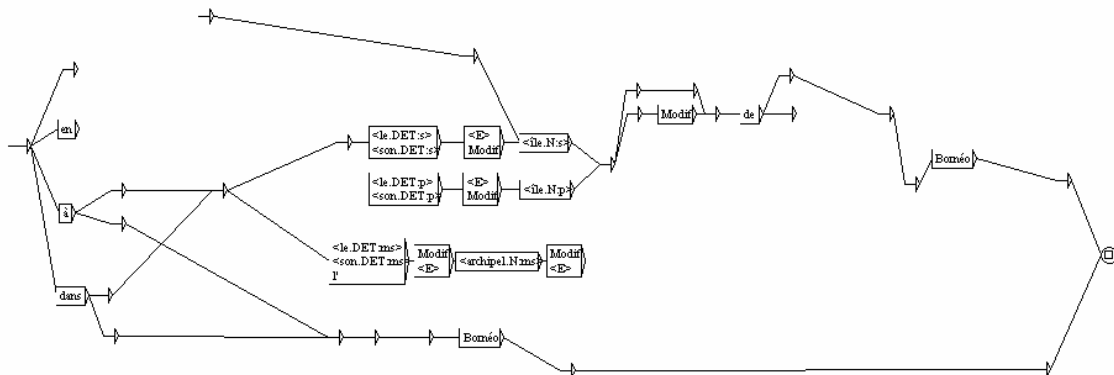 en
à
dans
<le.DET:s>
<son.DET:s>
<E>
Modif
<île.N:s>
<le.DET:p>
<son.DET:p>
<E>
Modif
<île.N:p>
<le.DET:ms>
<son.DET:ms
l'
Modif
<E>
<archipel.N:ms>
Modif
<E>
Modif
de
Bornéo
Bornéo